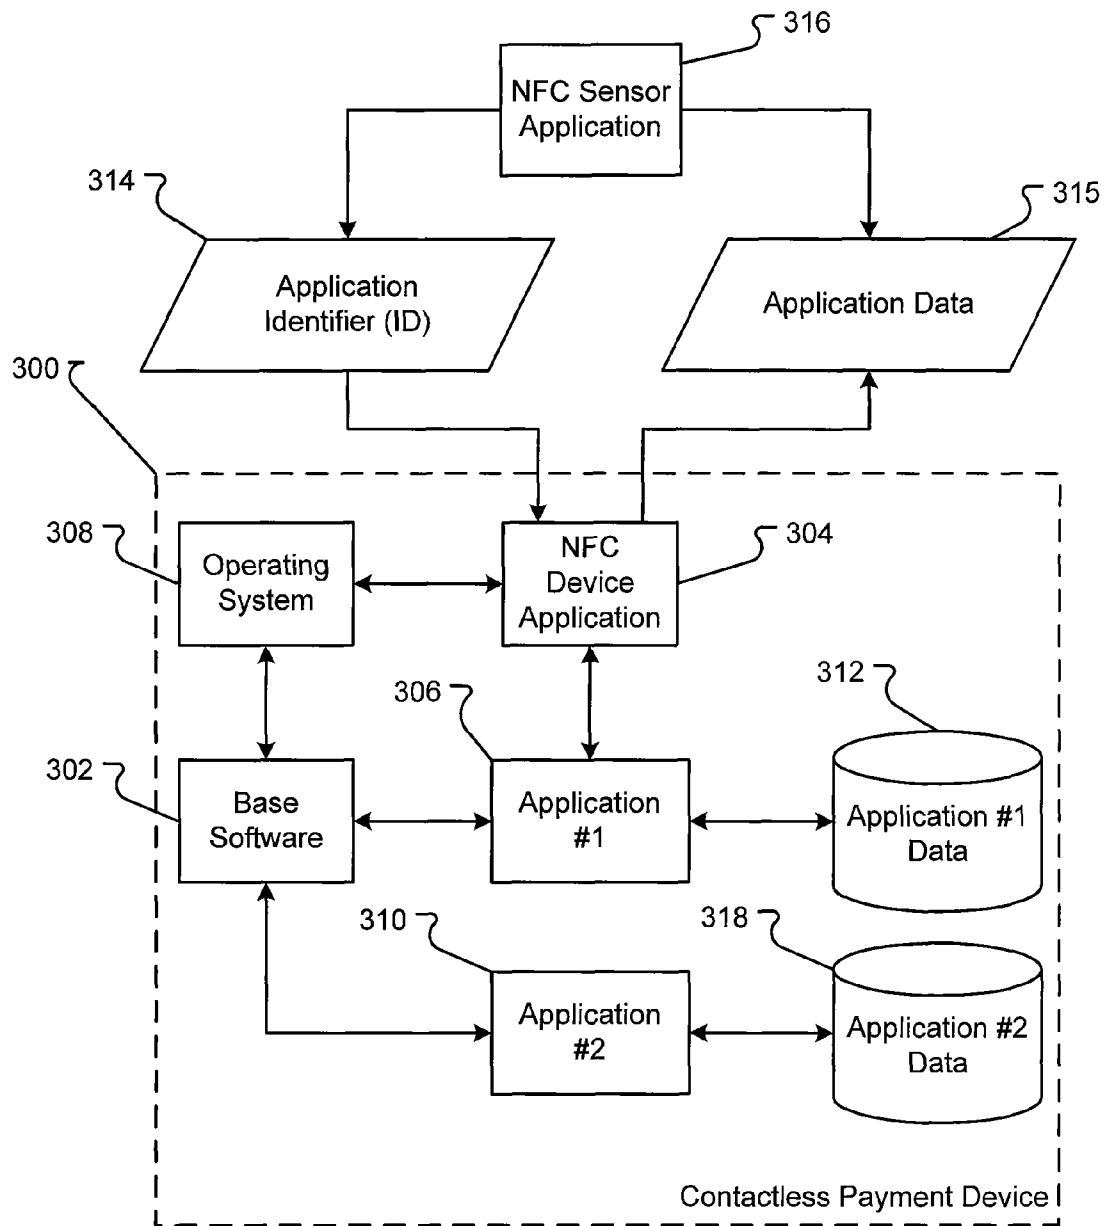 316
NFC Sensor
Application
314
315
Application
Identifier (ID)
Application Data
300
308
Operating
System
NFC
Device
Application
304
306
312
302
Base
Software
Application
#1
Application #1
Data
310
318
Application
#2
Application #2
Data
Contactless Payment Device